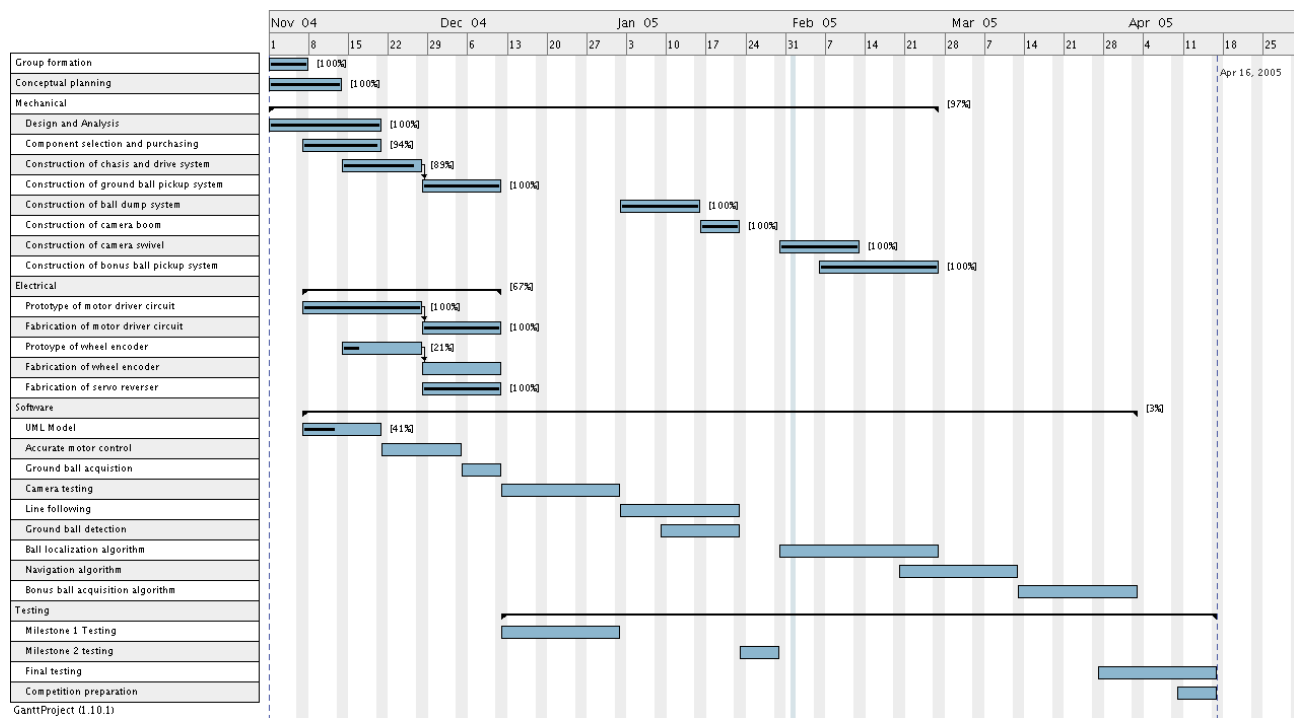 Nov 04 Dec 04 Jan 05 Feb 05 Mar 05 Apr 05
1 8 15 22 29 6 13 20 27 3 10 17 24 31 7 14 21 28 7 14 21 28 4 11 18 25
Group formation [100%]
Apr 16, 2005
Conceptual planning [100%]
Mechanical [97%]
Design and Analysis [100%]
Component selection and purchasing [94%]
Construction of chasis and drive system [89%]
Construction of ground ball pickup system [100%]
Construction of ball dump system [100%]
Construction of camera boom [100%]
Construction of camera swivel [100%]
Construction of bonus ball pickup system [100%]
Electrical [67%]
Prototype of motor driver circuit [100%]
Fabrication of motor driver circuit [100%]
Protoype of wheel encoder [21%]
Fabrication of wheel encoder
Fabrication of servo reverser [100%]
Software [3%]
UML Model [41%]
Accurate motor control
Ground ball acquistion
Camera testing
Line following
Ground ball detection
Ball localization algorithm
Navigation algorithm
Bonus ball acquisition algorithm
Testing
Milestone 1 Testing
Milestone 2 testing
Final testing
Competition preparation
GanttProject (1.10.1)